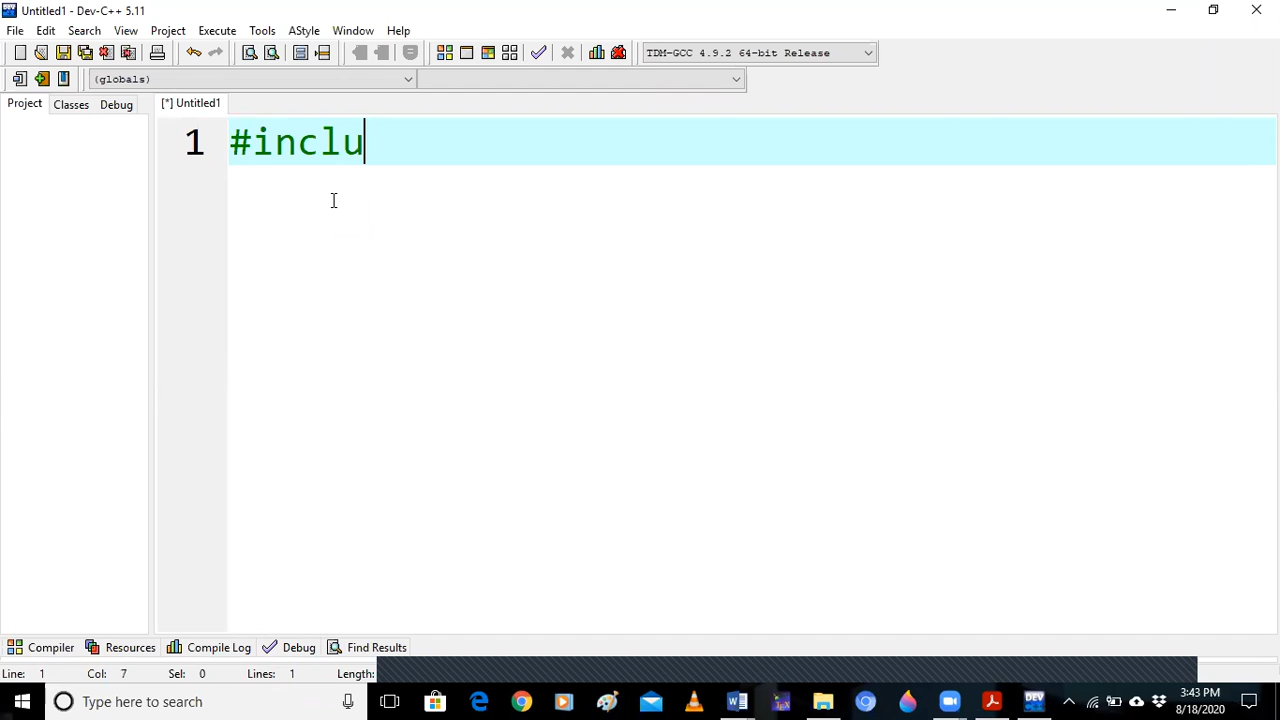 Untitled1 - Dev-C++ 5.11
File Edit Search View Project Execute Tools AStyle Window Help
TDM-GCC 4.9.2 64-bit Release
(globals)
Project Classes Debug [*] Untitled1
1 #inclu
Compiler Resources Compile Log Debug Find Results
Line: 1 Col: 7 Sel: 0 Lines: 1 Length:
Type here to search
3:43 PM
8/18/2020